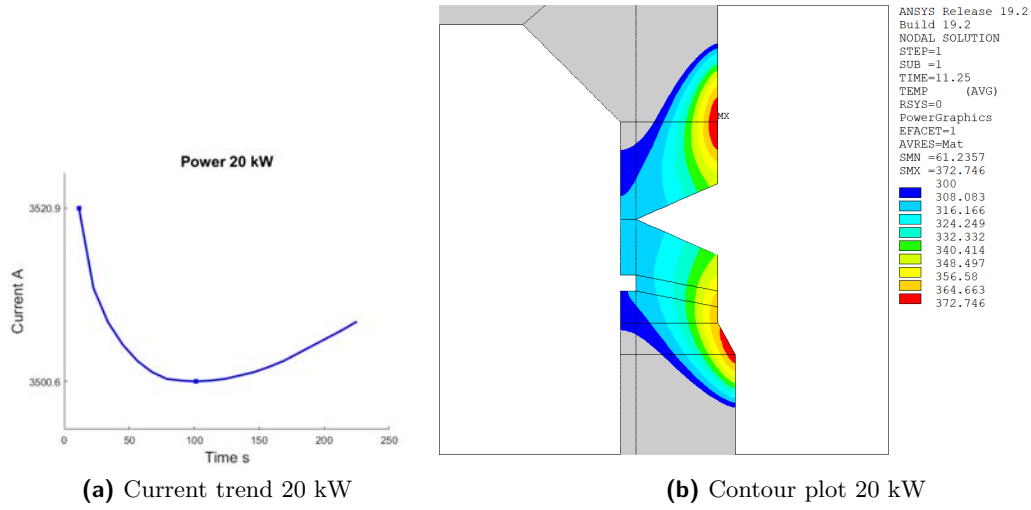 Power 20 kW
3520.9
3500.6
Current A
0 50 100 150 200 250
Time s
(a) Current trend 20 kW
MX
ANSYS Release 19.2
Build 19.2
NODAL SOLUTION
STEP=1
SUB =1
TIME=11.25
TEMP (AVG)
RSYS=0
PowerGraphics
EFACET=1
AVRES=Mat
SMN =61.2357
SMX =372.746
300
308.083
316.166
324.249
332.332
340.414
348.497
356.58
364.663
372.746
(b) Contour plot 20 kW